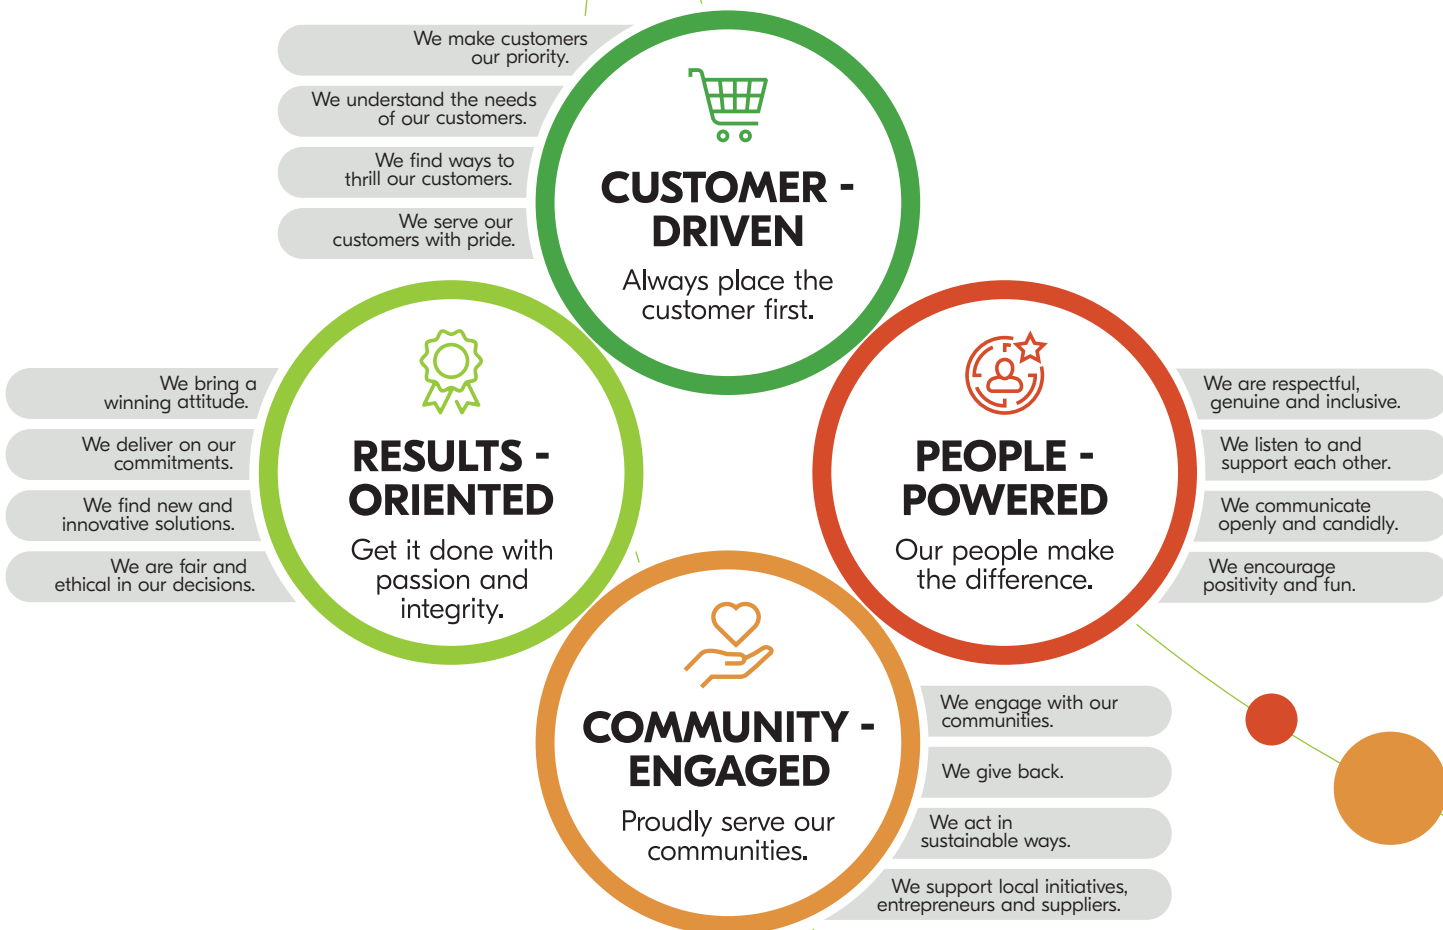 We make customers
our priority.
We understand the needs
of our customers.
We find ways to
thrill our customers.
We serve our
customers with pride.
CUSTOMER -
DRIVEN
Always place the
customer first.
We bring a
winning attitude.
We deliver on our
commitments.
We find new and
innovative solutions.
We are fair and
ethical in our decisions.
RESULTS -
ORIENTED
Get it done with
passion and
integrity.
PEOPLE -
POWERED
Our people make
the difference.
We are respectful,
genuine and inclusive.
We listen to and
support each other.
We communicate
openly and candidly.
We encourage
positivity and fun.
COMMUNITY -
ENGAGED
Proudly serve our
communities.
We engage with our
communities.
We give back.
We act in
sustainable ways.
We support local initiatives,
entrepreneurs and suppliers.